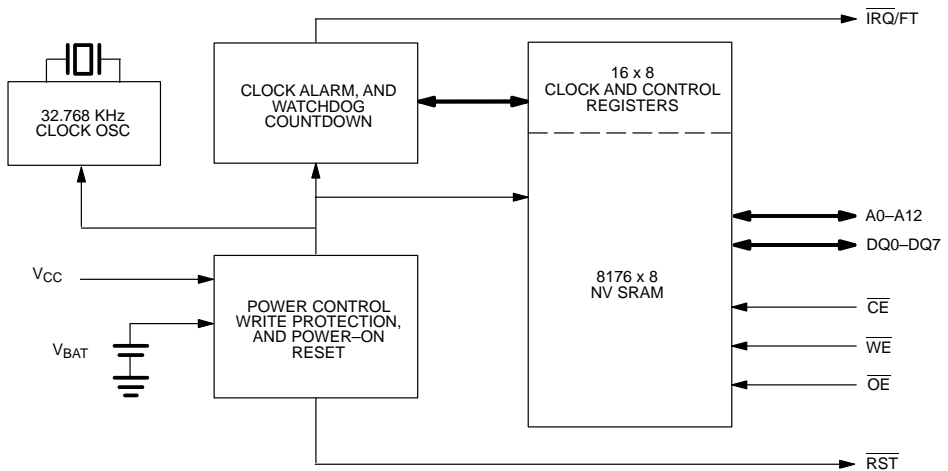 IRQ/FT
16 x 8
CLOCK AND CONTROL
REGISTERS
CLOCK ALARM, AND
WATCHDOG
COUNTDOWN
32.768 KHz
CLOCK OSC
A0–A12
DQ0–DQ7
VCC
8176 x 8
NV SRAM
POWER CONTROL
WRITE PROTECTION,
AND POWER–ON
RESET
CE
VBAT
WE
OE
RST